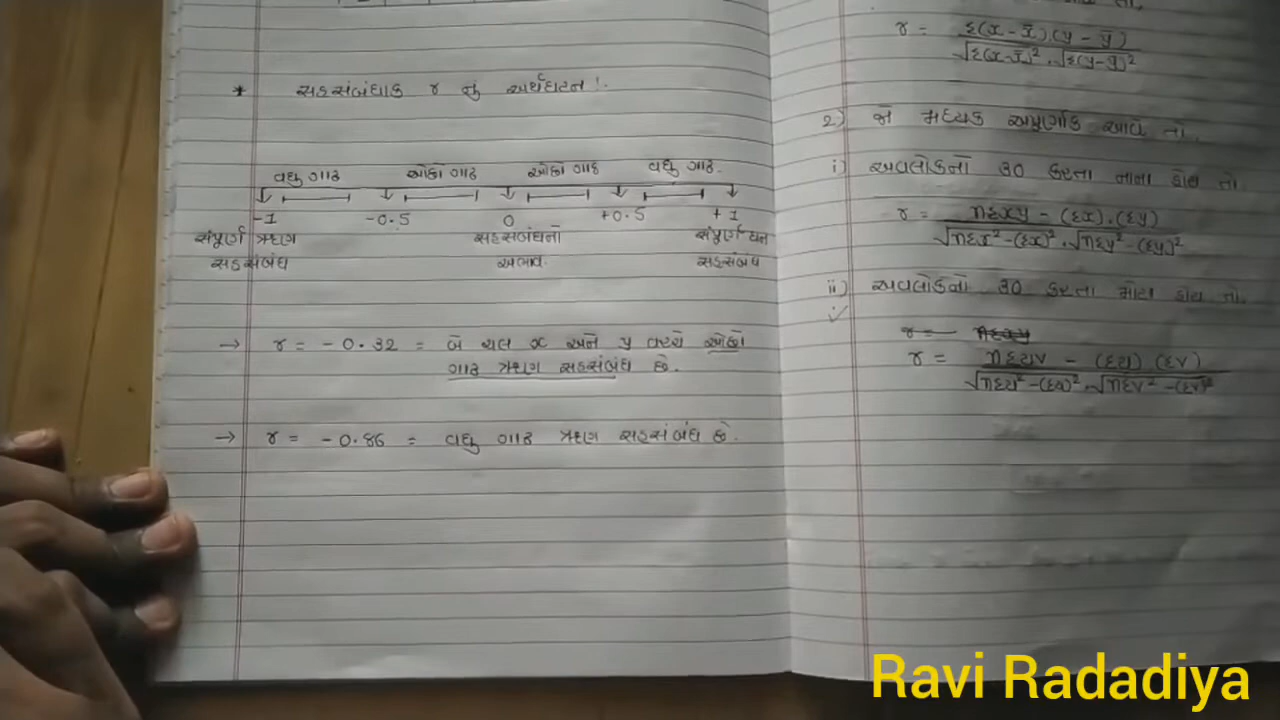 * સહસંબંધાક r નું અર્થઘટન :.
વધુ ગાઢ ઓછો ગાઢ ઓછો ગાઢ વધુ ગાઢ.
-1 -0.5 0 +0.5 +1
સંપૂર્ણ ઋણ સહસંબંધનો સંપૂર્ણ ધન
સહસંબંધ અભાવ. સહસંબંધ
→ r = -0.32 = બે ચલ x અને y વચ્ચે ઓછો
ગાઢ ઋણ સહસંબંધ છે.
→ r = -0.86 = વધુ ગાઢ ઋણ સહસંબંધ છે.
તો.
r = Σ(x - x̄).(y - ȳ)
√Σ(x-x̄)² . √Σ(y-ȳ)²
2) જો મધ્યક અપૂર્ણાંક આવે તો.
i) અવલોકનો 30 કરતા નાના હોય તો.
r = nΣxy - (Σx).(Σy)
√nΣx²-(Σx)² . √nΣy²-(Σy)²
ii) અવલોકનો 30 કરતા મોટા હોય તો.
r = nΣuv - (Σu) (Σv)
√nΣu²-(Σu)² . √nΣv²-(Σv)²
Ravi Radadiya